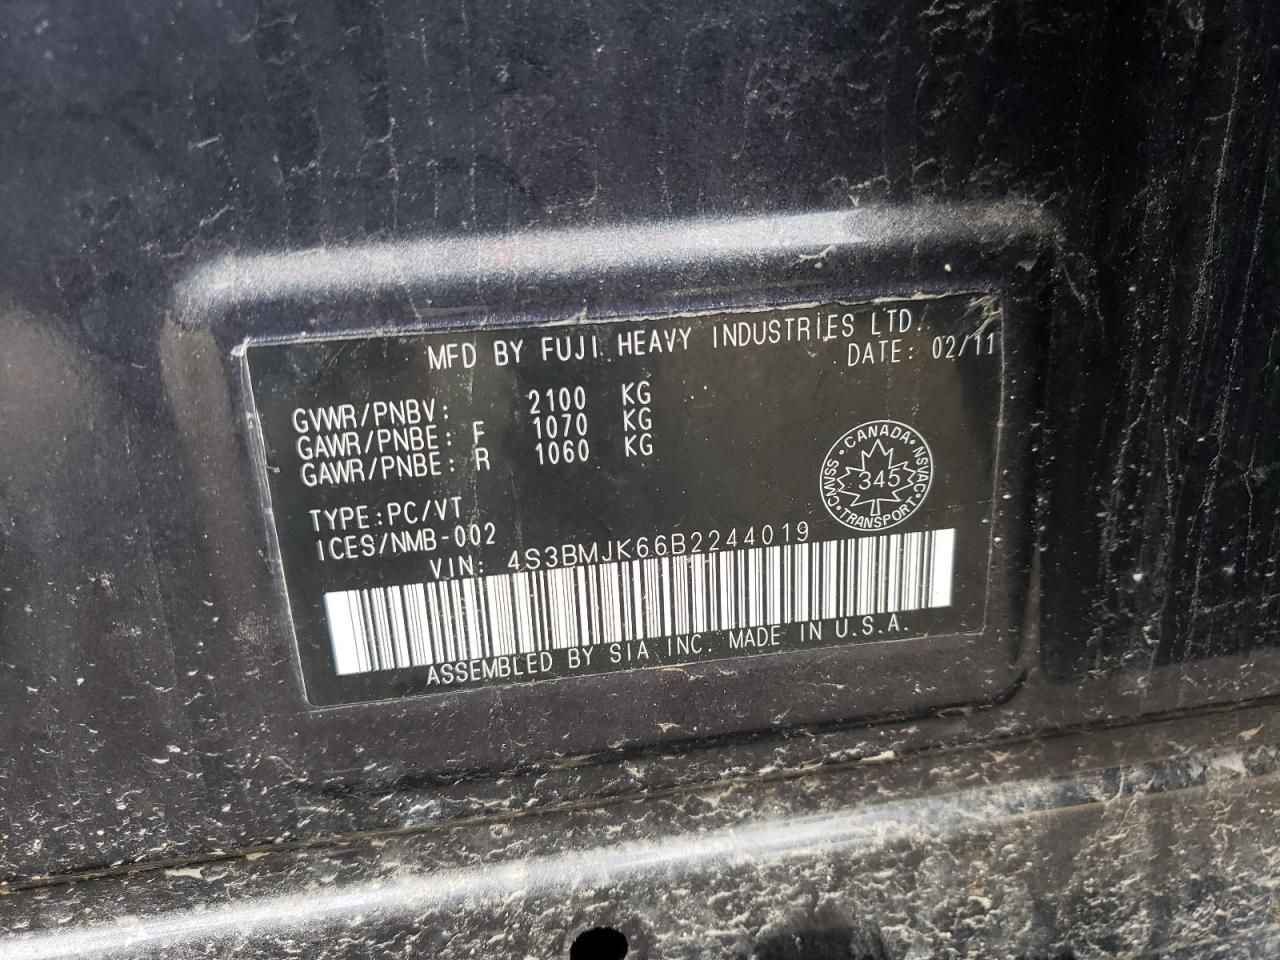 MFD BY FUJI HEAVY INDUSTRIES LTD.
DATE: 02/11
GVWR/PNBV: 2100 KG
GAWR/PNBE: F 1070 KG
GAWR/PNBE: R 1060 KG
TYPE:PC/VT
ICES/NMB-002
CANADA
CMVSS NSVAC
345
TRANSPORT
VIN: 4S3BMJK66B2244019
ASSEMBLED BY SIA INC. MADE IN U.S.A.